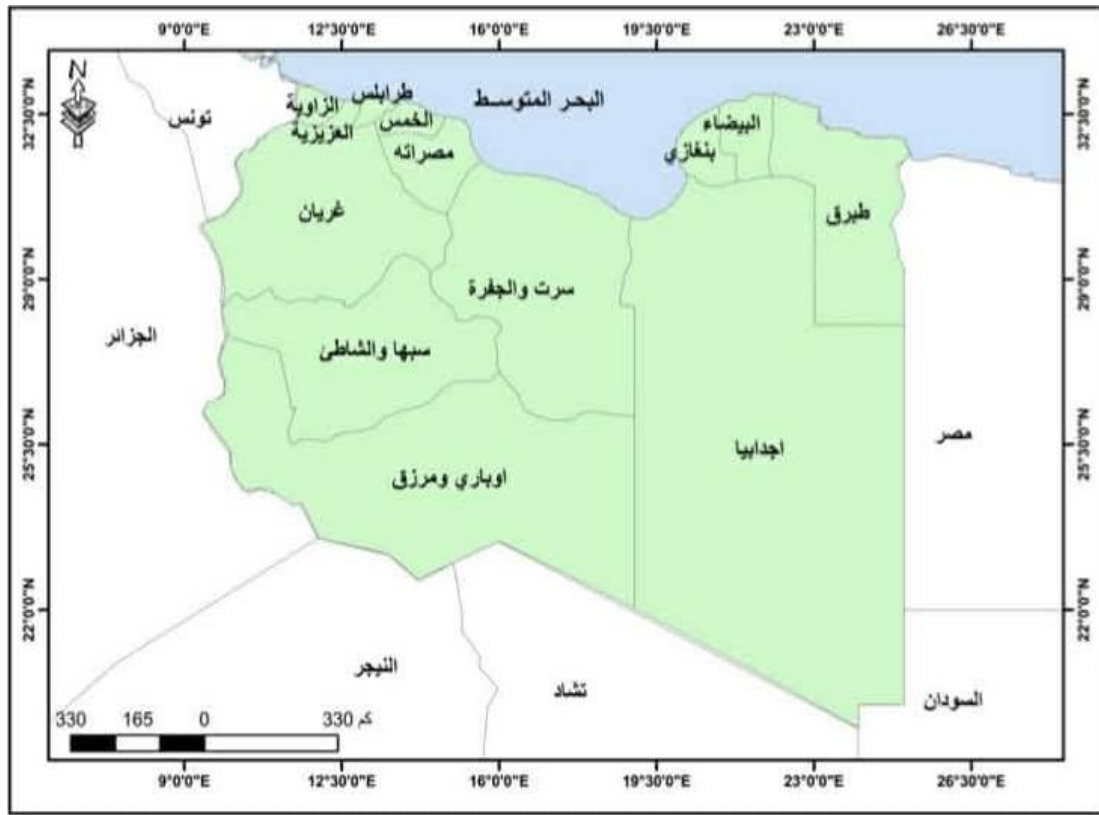 9°0'0"E 12°30'0"E 16°0'0"E 19°30'0"E 23°0'0"E 26°30'0"E
N
32°30'0"N
32°30'0"N
تونس
الزاوية
طرابلس
البحر المتوسط
العزيزية
الخمس
البيضاء
مصراته
بنغازي
غريان
طبرق
29°0'0"N
29°0'0"N
سرت والجفرة
الجزائر
سبها والشاطئ
25°30'0"N
25°30'0"N
اجدابيا
مصر
اوباري ومرزق
22°0'0"N
22°0'0"N
النيجر
تشاد
السودان
330 165 0 330 كم
9°0'0"E 12°30'0"E 16°0'0"E 19°30'0"E 23°0'0"E 26°30'0"E